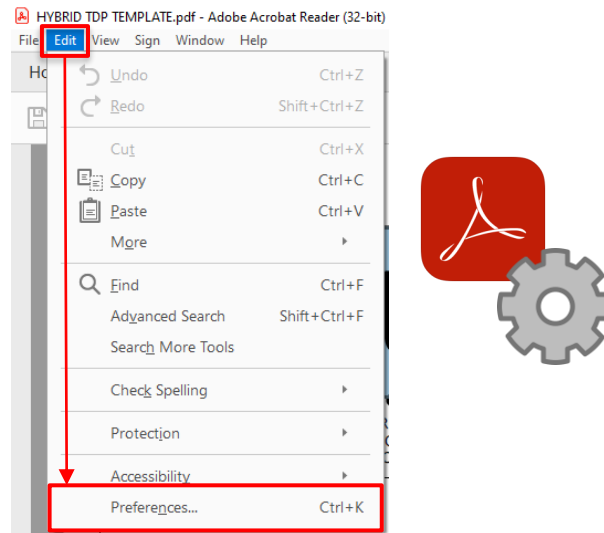 HYBRID TDP TEMPLATE.pdf - Adobe Acrobat Reader (32-bit)
File Edit View Sign Window Help
Undo Ctrl+Z
Redo Shift+Ctrl+Z
Cut Ctrl+X
Copy Ctrl+C
Paste Ctrl+V
More
Find Ctrl+F
Advanced Search Shift+Ctrl+F
Search More Tools
Check Spelling
Protection
Accessibility
Preferences... Ctrl+K